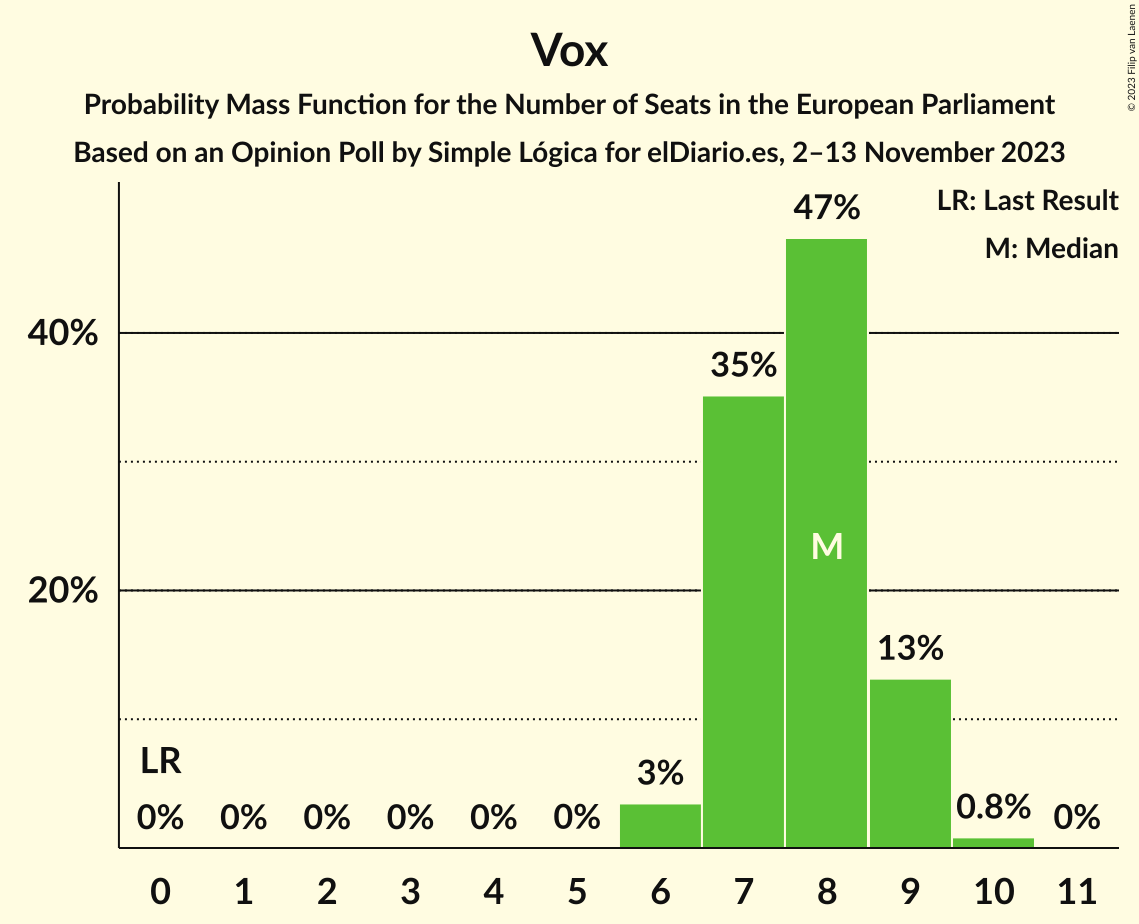 Vox
Probability Mass Function for the Number of Seats in the European Parliament
Based on an Opinion Poll by Simple Lógica for elDiario.es, 2–13 November 2023
© 2023 Filip van Laenen
LR: Last Result
M: Median
47%
40%
35%
M
20%
13%
LR
3%
0% 0% 0% 0% 0% 0% 0.8% 0%
0 1 2 3 4 5 6 7 8 9 10 11